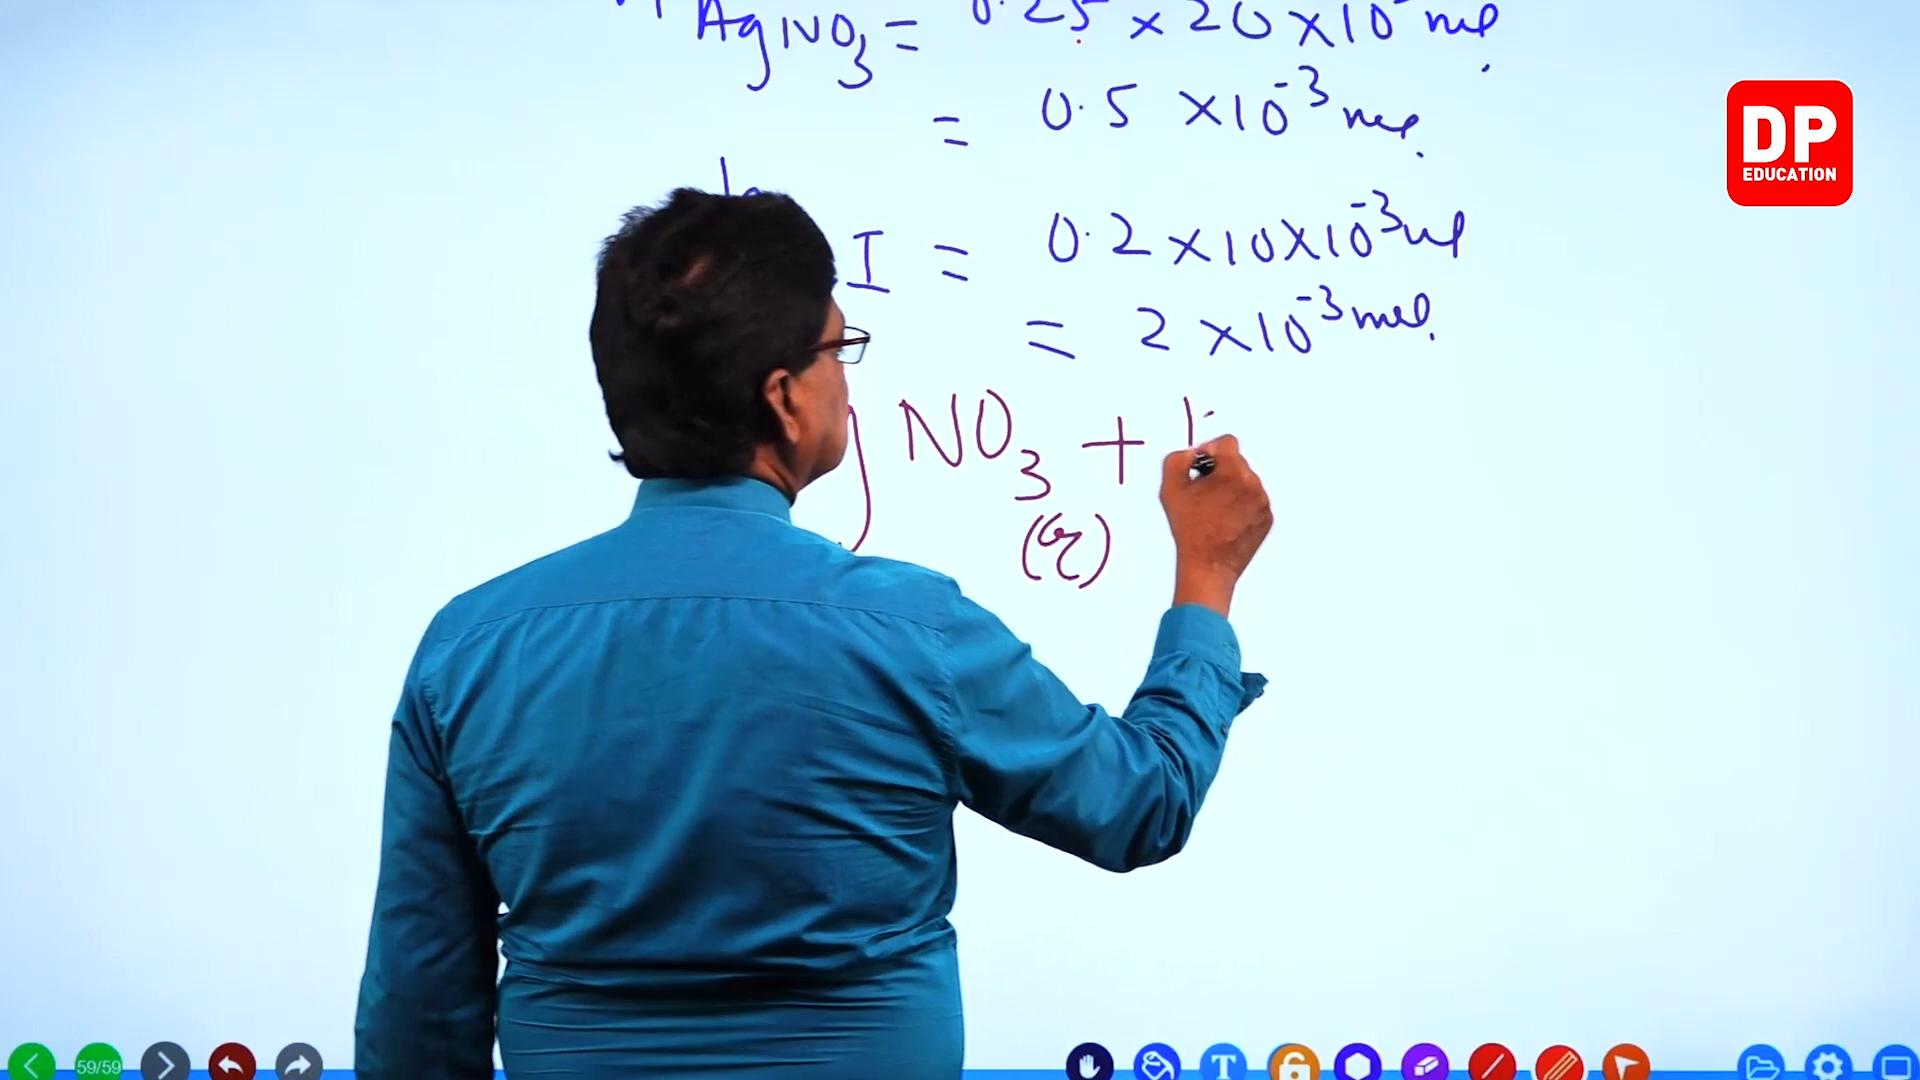 AgNO3 = 0.25 × 20 × 10 mol.
= 0.5 × 10-3 mol.
I = 0.2 × 10 × 10-3 mol
= 2 × 10-3 mol.
NO3 +
DP
EDUCATION
59/59
T